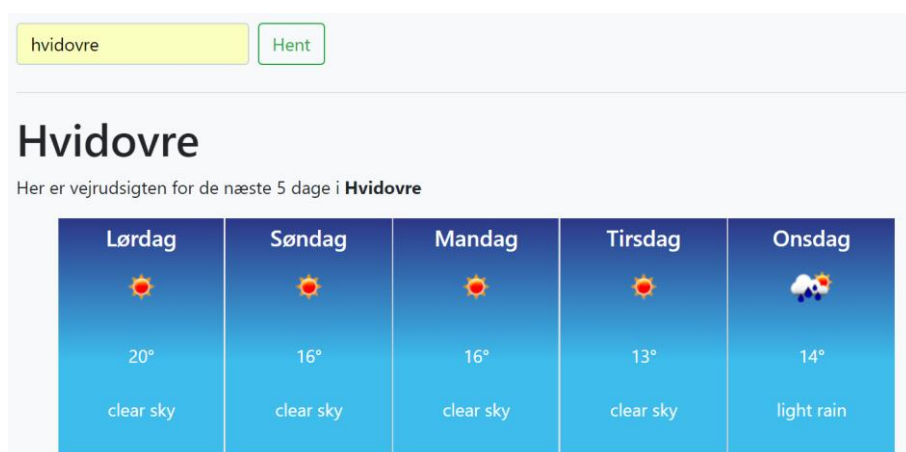 hvidovre Hent
Hvidovre
Her er vejrudsigten for de næste 5 dage i Hvidovre
Lørdag Søndag Mandag Tirsdag Onsdag
20° 16° 16° 13° 14°
clear sky clear sky clear sky clear sky light rain